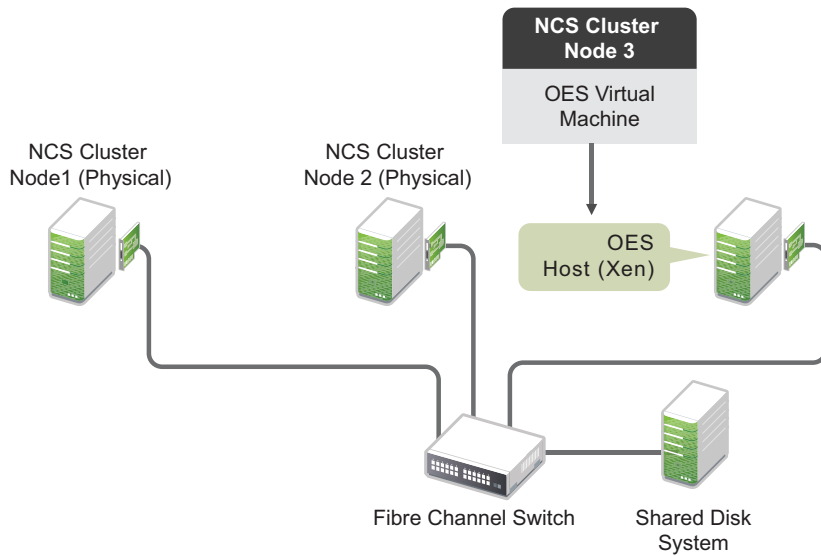 NCS Cluster
Node 3
OES Virtual
Machine
NCS Cluster
Node1 (Physical)
NCS Cluster
Node 2 (Physical)
OES
Host (Xen)
Fibre Channel Switch
Shared Disk
System